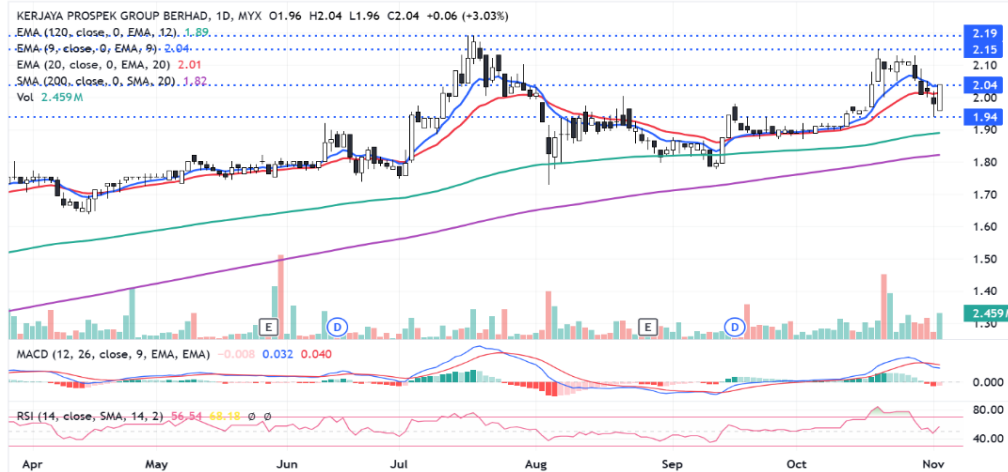 KERJAYA PROSPEK GROUP BERHAD, 1D, MYX O1.96 H2.04 L1.96 C2.04 +0.06 (+3.03%)
EMA (120, close, 0, EMA, 12) 1.89
EMA (9, close, 0, EMA, 9) 2.04
EMA (20, close, 0, EMA, 20) 2.01
SMA (200, close, 0, SMA, 20) 1.82
Vol 2.459 M
2.19
2.15
2.10
2.04
2.00
1.94
1.90
1.80
1.70
1.60
1.50
1.40
2.459M
1.30
E
D
E
D
MACD (12, 26, close, 9, EMA, EMA) −0.008 0.032 0.040
0.000
RSI (14, close, SMA, 14, 2) 56.54 68.18 Ø Ø
80.00
40.00
Apr May Jun Jul Aug Sep Oct Nov